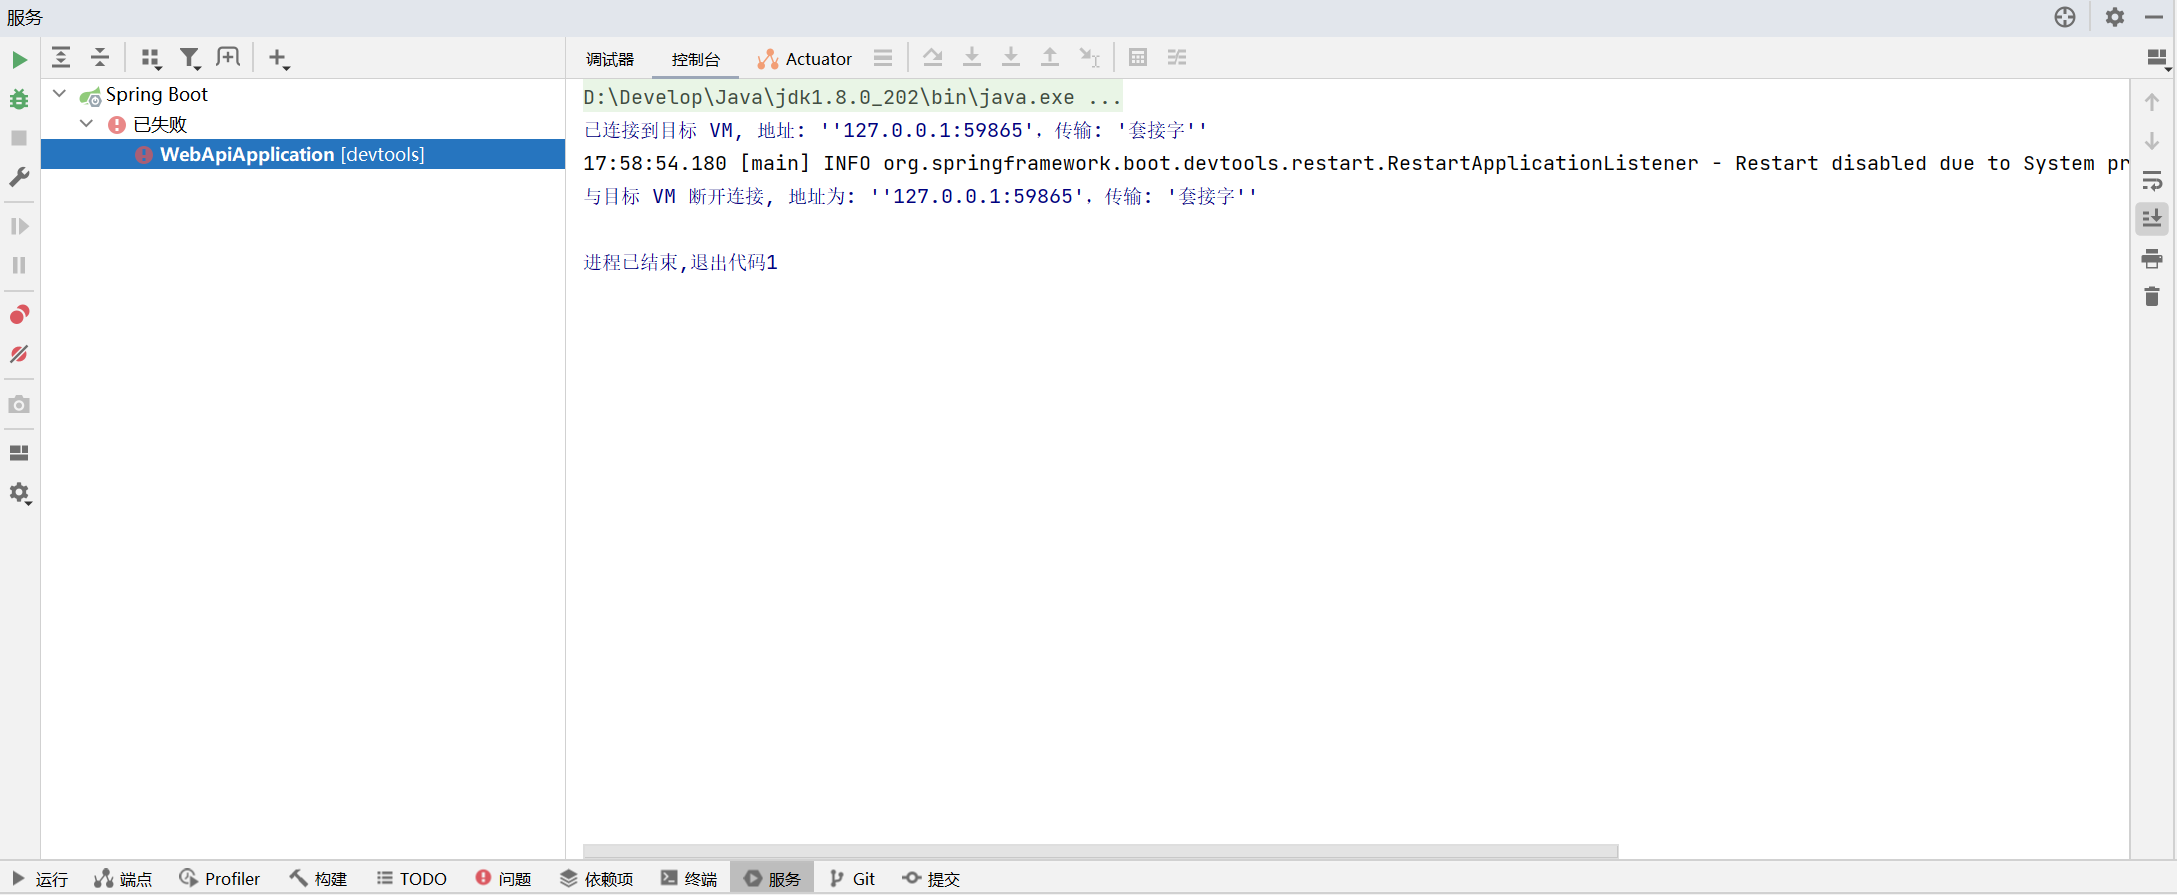 服务
调试器 控制台 Actuator
Spring Boot
已失败
WebApiApplication [devtools]
D:\Develop\Java\jdk1.8.0_202\bin\java.exe ...
已连接到目标 VM, 地址: ''127.0.0.1:59865'，传输: '套接字''
17:58:54.180 [main] INFO org.springframework.boot.devtools.restart.RestartApplicationListener - Restart disabled due to System pr
与目标 VM 断开连接, 地址为: ''127.0.0.1:59865'，传输: '套接字''
进程已结束,退出代码1
运行 端点 Profiler 构建 TODO 问题 依赖项 终端 服务 Git 提交